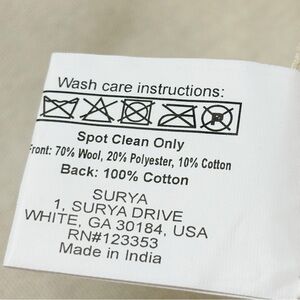 Wash care instructions:
P
Spot Clean Only
Front: 70% Wool, 20% Polyester, 10% Cotton
Back: 100% Cotton
SURYA
1, SURYA DRIVE
WHITE, GA 30184, USA
RN#123353
Made in India